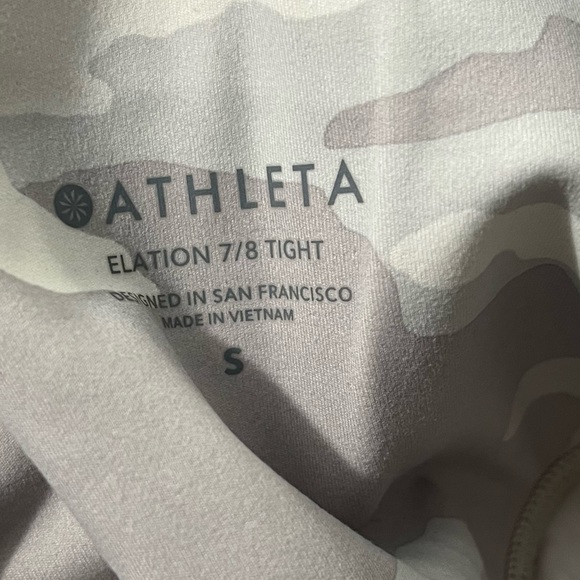 ATHLETA
ELATION 7/8 TIGHT
DESIGNED IN SAN FRANCISCO
MADE IN VIETNAM
S